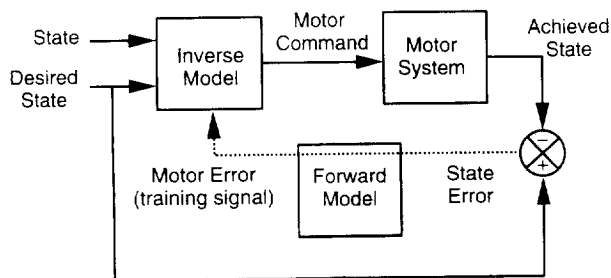 State
Desired
State
Inverse
Model
Motor
Command
Motor
System
Achieved
State
−
+
Motor Error
(training signal)
Forward
Model
State
Error